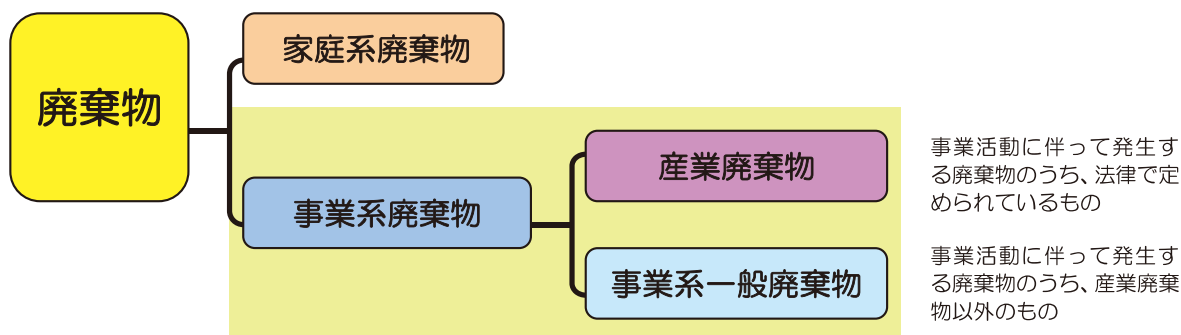 廃棄物
家庭系廃棄物
事業系廃棄物
産業廃棄物
事業活動に伴って発生す
る廃棄物のうち、法律で定
められているもの
事業系一般廃棄物
事業活動に伴って発生す
る廃棄物のうち、産業廃棄
物以外のもの